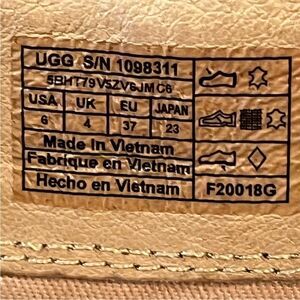 UGG S/N 1098311
5BHT79V5ZV6JMC6
USA UK EU JAPAN
6 4 37 23
Made in Vietnam
Fabrique en Vietnam
Hecho en Vietnam F20018G